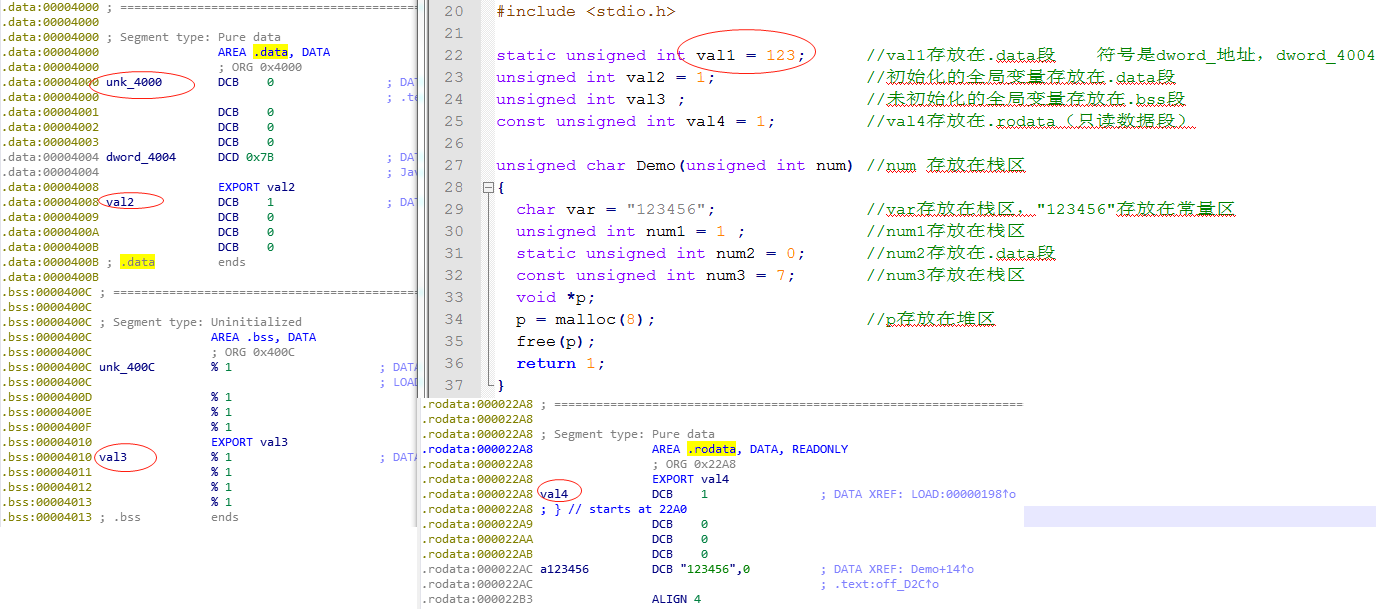 .data:00004000 ; ===========================================
.data:00004000
.data:00004000 ; Segment type: Pure data
.data:00004000 AREA .data, DATA
.data:00004000 ; ORG 0x4000
.data:00004000 unk_4000 DCB 0 ; DAT
.data:00004000 ; .te
.data:00004001 DCB 0
.data:00004002 DCB 0
.data:00004003 DCB 0
.data:00004004 dword_4004 DCD 0x7B ; DAT
.data:00004004 ; Jav
.data:00004008 EXPORT val2
.data:00004008 val2 DCB 1 ; DAT
.data:00004009 DCB 0
.data:0000400A DCB 0
.data:0000400B DCB 0
.data:0000400B ; .data ends
.data:0000400B
.bss:0000400C ; ===========================================
.bss:0000400C
.bss:0000400C ; Segment type: Uninitialized
.bss:0000400C AREA .bss, DATA
.bss:0000400C ; ORG 0x400C
.bss:0000400C unk_400C % 1 ; DATA
.bss:0000400C ; LOAD
.bss:0000400D % 1
.bss:0000400E % 1
.bss:0000400F % 1
.bss:00004010 EXPORT val3
.bss:00004010 val3 % 1 ; DATA
.bss:00004011 % 1
.bss:00004012 % 1
.bss:00004013 % 1
.bss:00004013 ; .bss ends
20 #include <stdio.h>
21
22 static unsigned int val1 = 123; //val1存放在.data段 符号是dword_地址，dword_4004
23 unsigned int val2 = 1; //初始化的全局变量存放在.data段
24 unsigned int val3 ; //未初始化的全局变量存放在.bss段
25 const unsigned int val4 = 1; //val4存放在.rodata（只读数据段）
26
27 unsigned char Demo(unsigned int num) //num 存放在栈区
28 {
29 char var = "123456"; //var存放在栈区，"123456"存放在常量区
30 unsigned int num1 = 1 ; //num1存放在栈区
31 static unsigned int num2 = 0; //num2存放在.data段
32 const unsigned int num3 = 7; //num3存放在栈区
33 void *p;
34 p = malloc(8); //p存放在堆区
35 free(p);
36 return 1;
37 }
.rodata:000022A8 ; ===============================================================
.rodata:000022A8
.rodata:000022A8 ; Segment type: Pure data
.rodata:000022A8 AREA .rodata, DATA, READONLY
.rodata:000022A8 ; ORG 0x22A8
.rodata:000022A8 EXPORT val4
.rodata:000022A8 val4 DCB 1 ; DATA XREF: LOAD:00000198↑o
.rodata:000022A8 ; } // starts at 22A0
.rodata:000022A9 DCB 0
.rodata:000022AA DCB 0
.rodata:000022AB DCB 0
.rodata:000022AC a123456 DCB "123456",0 ; DATA XREF: Demo+14↑o
.rodata:000022AC ; .text:off_D2C↑o
.rodata:000022B3 ALIGN 4